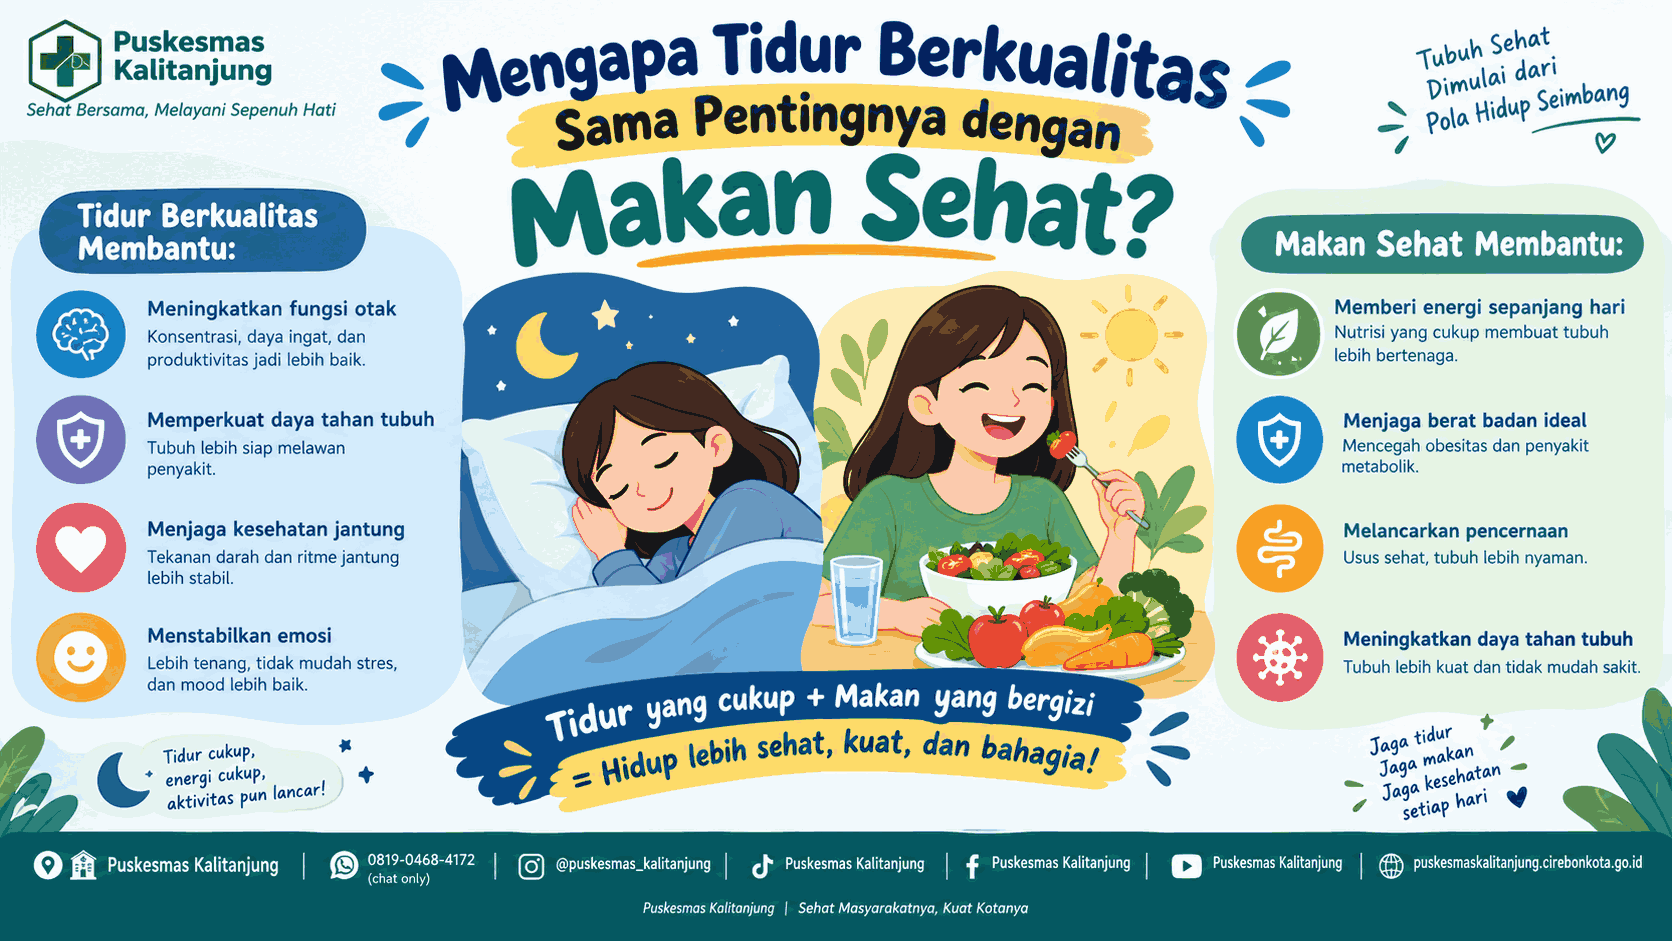 Puskesmas
Kalitanjung
Sehat Bersama, Melayani Sepenuh Hati
Mengapa Tidur Berkualitas
Sama Pentingnya dengan
Makan Sehat?
Tubuh Sehat
Dimulai dari
Pola Hidup Seimbang
Tidur Berkualitas
Membantu:
Meningkatkan fungsi otak
Konsentrasi, daya ingat, dan
produktivitas jadi lebih baik.
Memperkuat daya tahan tubuh
Tubuh lebih siap melawan
penyakit.
Menjaga kesehatan jantung
Tekanan darah dan ritme jantung
lebih stabil.
Menstabilkan emosi
Lebih tenang, tidak mudah stres,
dan mood lebih baik.
Makan Sehat Membantu:
Memberi energi sepanjang hari
Nutrisi yang cukup membuat tubuh
lebih bertenaga.
Menjaga berat badan ideal
Mencegah obesitas dan penyakit
metabolik.
Melancarkan pencernaan
Usus sehat, tubuh lebih nyaman.
Meningkatkan daya tahan tubuh
Tubuh lebih kuat dan tidak mudah sakit.
Tidur yang cukup + Makan yang bergizi
= Hidup lebih sehat, kuat, dan bahagia!
Tidur cukup,
energi cukup,
aktivitas pun lancar!
Jaga tidur
Jaga makan
Jaga kesehatan
setiap hari
Puskesmas Kalitanjung
0819-0468-4172
(chat only)
@puskesmas_kalitanjung
Puskesmas Kalitanjung
Puskesmas Kalitanjung
Puskesmas Kalitanjung
puskesmaskalitanjung.cirebonkota.go.id
Puskesmas Kalitanjung | Sehat Masyarakatnya, Kuat Kotanya